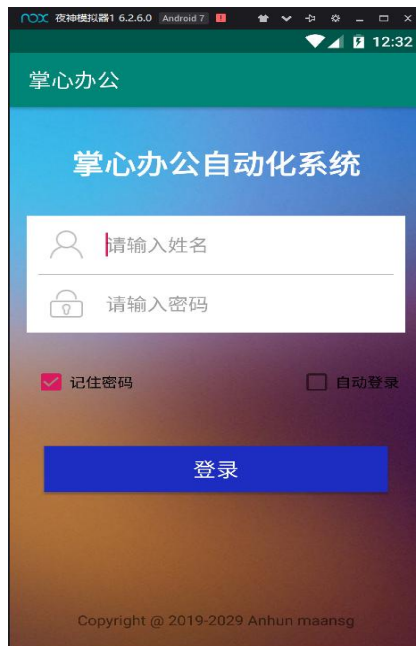 nox 夜神模拟器1 6.2.6.0 Android 7
12:32
掌心办公
掌心办公自动化系统
请输入姓名
请输入密码
记住密码 自动登录
登录
Copyright @ 2019-2029 Anhun maansg